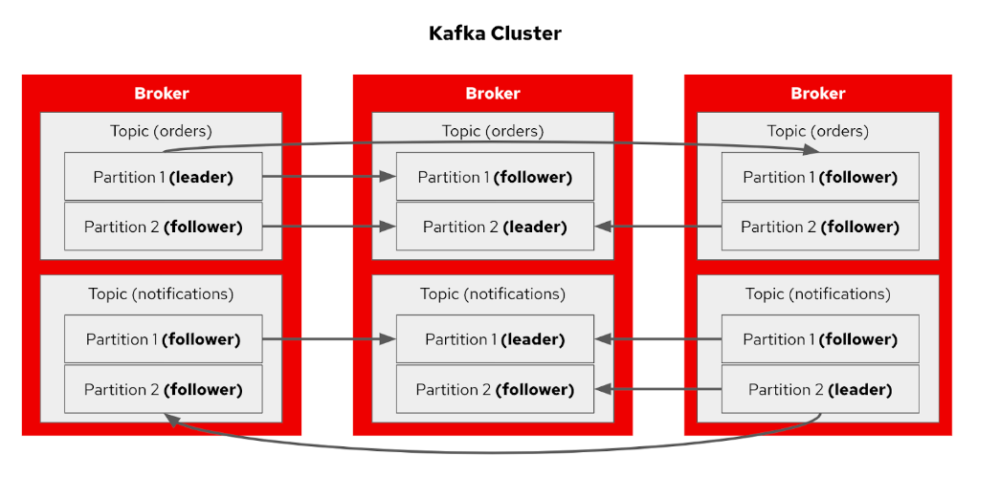 Kafka Cluster
Broker
Topic (orders)
Partition 1 (leader)
Partition 2 (follower)
Topic (notifications)
Partition 1 (follower)
Partition 2 (follower)
Broker
Topic (orders)
Partition 1 (follower)
Partition 2 (leader)
Topic (notifications)
Partition 1 (leader)
Partition 2 (follower)
Broker
Topic (orders)
Partition 1 (follower)
Partition 2 (follower)
Topic (notifications)
Partition 1 (follower)
Partition 2 (leader)